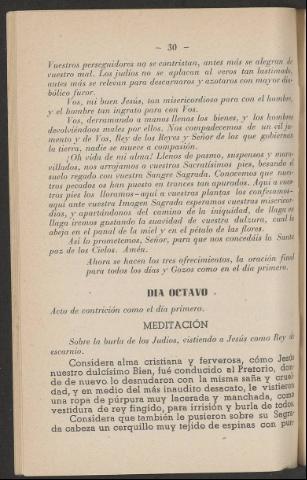 — 30 —
Vuestros perseguidores no se contristan, antes más se alegran de
vuestro mal. Los judíos no se aplacan al veros tan lastimado,
antes más se relevan para descarnaros y azotaros con mayor dia-
bólico furor.
Vos, mi buen Jesús, tan misericordioso para con el hombre,
y el hombre tan ingrato para con Vos.
Vos, derramando a manos llenas los bienes, y los hombres
devolviéndoos males por ellos. Nos compadecemos de un vil ju-
mento y de Vos, Rey de los Reyes y Señor de los que gobiernan
la tierra, nadie se mueve a compasión.
¡Oh vida de mi alma! Llenos de pasmo, suspensos y mara-
villados, nos arrojamos a vuestros Sacratísimos pies, besando el
suelo regado con vuestra Sangre Sagrada. Conocemos que nues-
tros pecados os han puesto en trances tan apurados. Aquí a vues-
tros pies los lloramos—aquí a vuestras plantas los confesamos—
aquí ante vuestra Imagen Sagrada esperamos vuestras misericor-
dias, y apartándonos del camino de la iniquidad, de llaga en
llaga iremos gustando la suavidad de vuestra dulzura, cual la
abeja en el panal de la miel y en el pétalo de las flores.
Así lo prometemos, Señor, para que nos concedáis la Santa
paz de los Cielos. Amén.
Ahora se hacen los tres ofrecimientos, la oración final
para todos los días y Gozos como en el día primero.
DIA OCTAVO
Acto de contrición como el día primero.
MEDITACIÓN
Sobre la burla de los Judíos, vistiendo a Jesús como Rey de
escarnio.
Considera alma cristiana y ferverosa, cómo Jesús
nuestro dulcísimo Bien, fué conducido al Pretorio, don-
de de nuevo lo desnudaron con la misma saña y cruel-
dad, y en medio del más inaudito desacato, le vistieron
una ropa de púrpura muy lacerada y manchada, como
vestidura de rey fingido, para irrisión y burla de todos.
Considera que también le pusieron sobre su Sagra-
da cabeza un cerquillo muy tejido de espinas con pun-